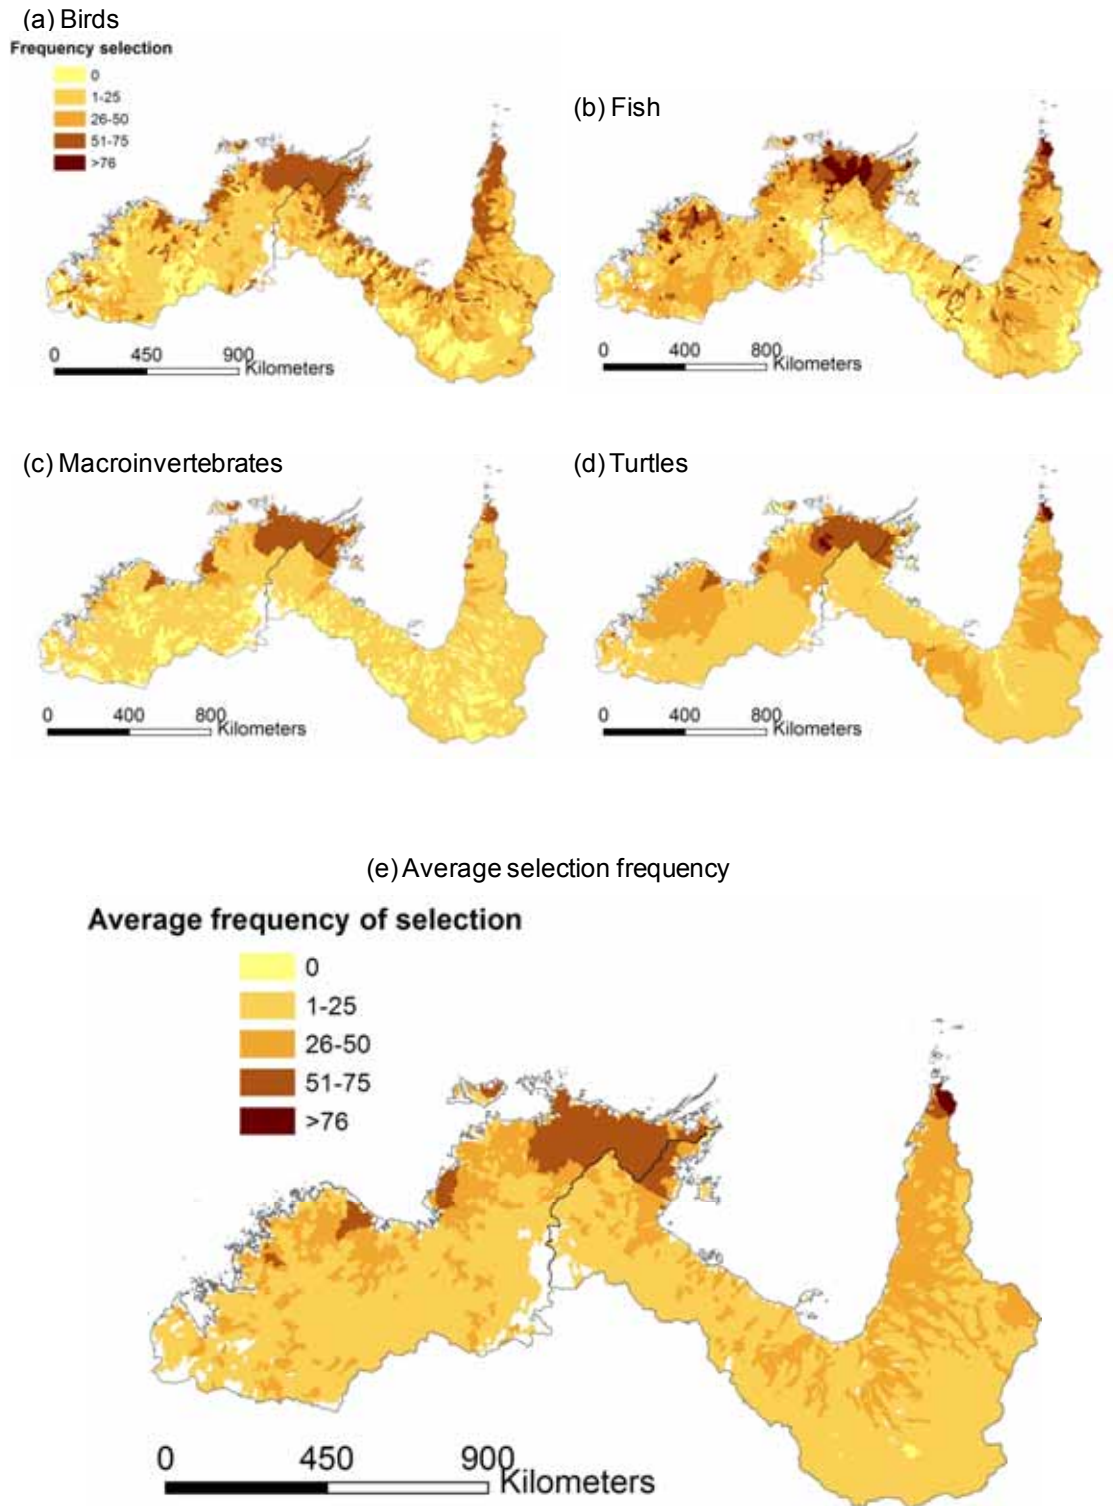 (a) Birds
Frequency selection
0
1-25
26-50
51-75
>76
0 450 900 Kilometers
(b) Fish
0 400 800 Kilometers
(c) Macroinvertebrates
0 400 800 Kilometers
(d) Turtles
0 400 800 Kilometers
(e) Average selection frequency
Average frequency of selection
0
1-25
26-50
51-75
>76
0 450 900 Kilometers